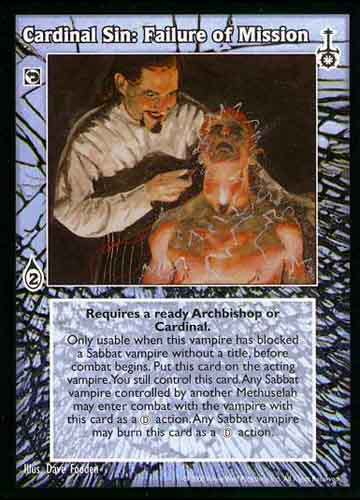 Cardinal Sin: Failure of Mission
2
Requires a ready Archbishop or
Cardinal.
Only usable when this vampire has blocked
a Sabbat vampire without a title, before
combat begins. Put this card on the acting
vampire. You still control this card. Any Sabbat
vampire controlled by another Methuselah
may enter combat with the vampire with
this card as a Ⓓ action. Any Sabbat vampire
may burn this card as a Ⓓ action.
Illus: Dave Fooden
All Rights Reserved